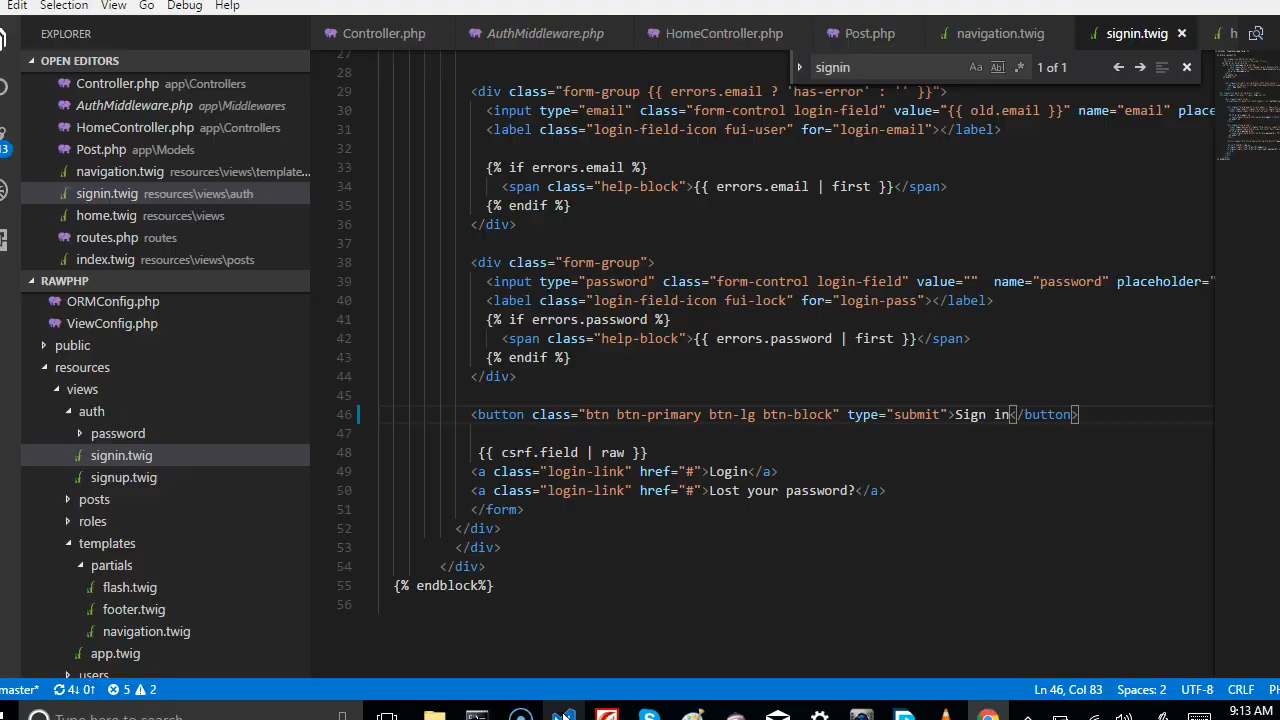 dit Selection View Go Debug Help
EXPLORER
Controller.php AuthMiddleware.php HomeController.php Post.php navigation.twig signin.twig × h
OPEN EDITORS
signin Aa Abl .* 1 of 1
Controller.php app\Controllers
AuthMiddleware.php app\Middlewares
HomeController.php app\Controllers
Post.php app\Models
navigation.twig resources\views\template...
signin.twig resources\views\auth
home.twig resources\views
routes.php routes
index.twig resources\views\posts
RAWPHP
ORMConfig.php
ViewConfig.php
public
resources
views
auth
password
signin.twig
signup.twig
posts
roles
templates
partials
flash.twig
footer.twig
navigation.twig
app.twig
users
27
28
29 <div class="form-group {{ errors.email ? 'has-error' : '' }}">
30 <input type="email" class="form-control login-field" value="{{ old.email }}" name="email" place
31 <label class="login-field-icon fui-user" for="login-email"></label>
32
33 {% if errors.email %}
34 <span class="help-block">{{ errors.email | first }}</span>
35 {% endif %}
36 </div>
37
38 <div class="form-group">
39 <input type="password" class="form-control login-field" value="" name="password" placeholder="
40 <label class="login-field-icon fui-lock" for="login-pass"></label>
41 {% if errors.password %}
42 <span class="help-block">{{ errors.password | first }}</span>
43 {% endif %}
44 </div>
45
46 <button class="btn btn-primary btn-lg btn-block" type="submit">Sign in</button>
47
48 {{ csrf.field | raw }}
49 <a class="login-link" href="#">Login</a>
50 <a class="login-link" href="#">Lost your password?</a>
51 </form>
52 </div>
53 </div>
54 </div>
55 {% endblock%}
56
13
master* 4↓ 0↑ 5 2 Ln 46, Col 83 Spaces: 2 UTF-8 CRLF PH
Type here to search 9:13 AM